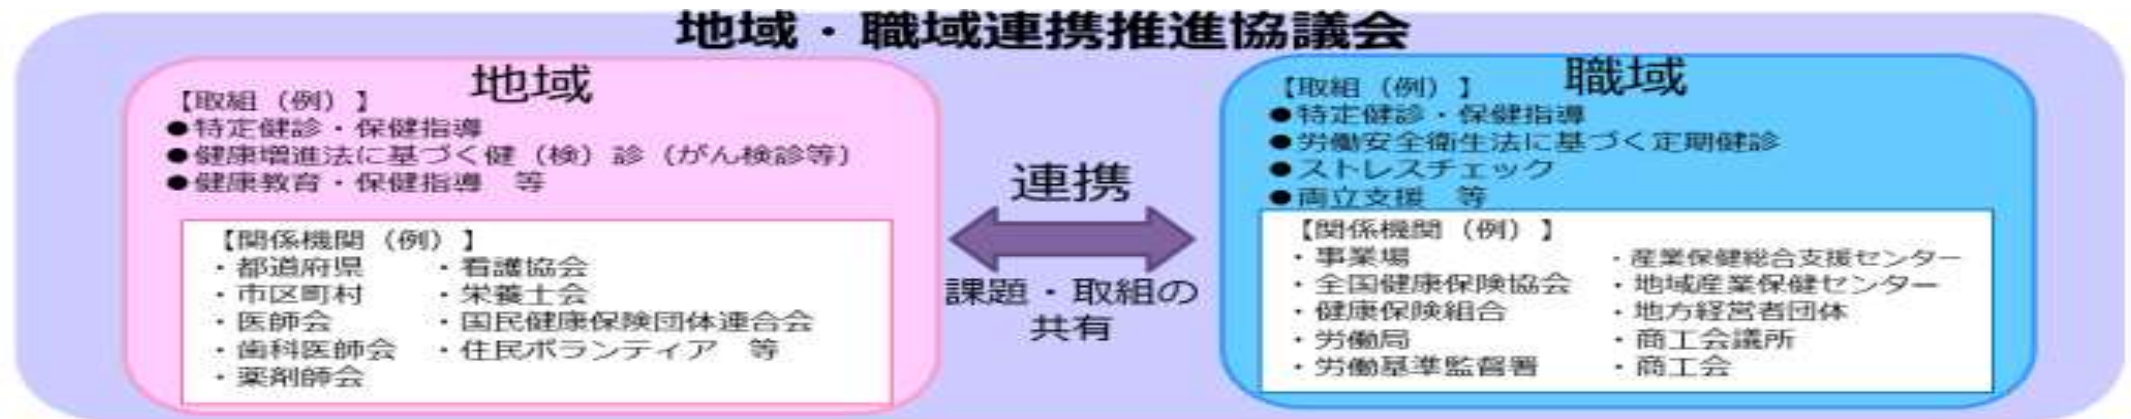 地域・職域連携推進協議会
地域
【取組（例）】
●特定健診・保健指導
●健康増進法に基づく健（検）診（がん検診等）
●健康教育・保健指導　等
【関係機関（例）】
・都道府県
・市区町村
・医師会
・歯科医師会
・薬剤師会
・看護協会
・栄養士会
・国民健康保険団体連合会
・住民ボランティア　等
連携
課題・取組の
共有
職域
【取組（例）】
●特定健診・保健指導
●労働安全衛生法に基づく定期健診
●ストレスチェック
●両立支援　等
【関係機関（例）】
・事業場
・全国健康保険協会
・健康保険組合
・労働局
・労働基準監督署
・産業保健総合支援センター
・地域産業保健センター
・地方経営者団体
・商工会議所
・商工会